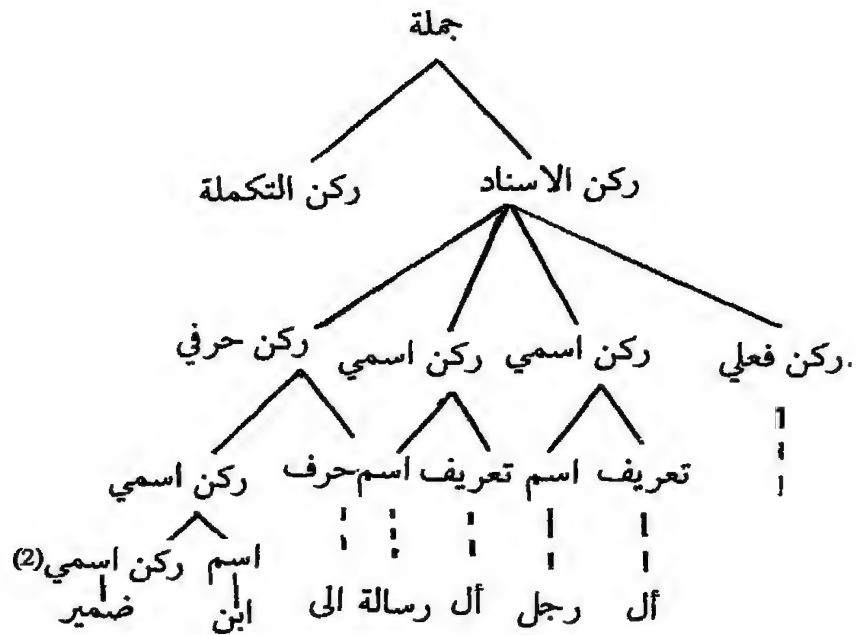 جملة
ركن الاسناد ركن التكملة
ركن فعلي. ركن اسمي ركن اسمي ركن حرفي
تعريف اسم تعريف اسم حرف ركن اسمي
اسم ركن اسمي(2)
أل رجل أل رسالة الى ابن ضمير